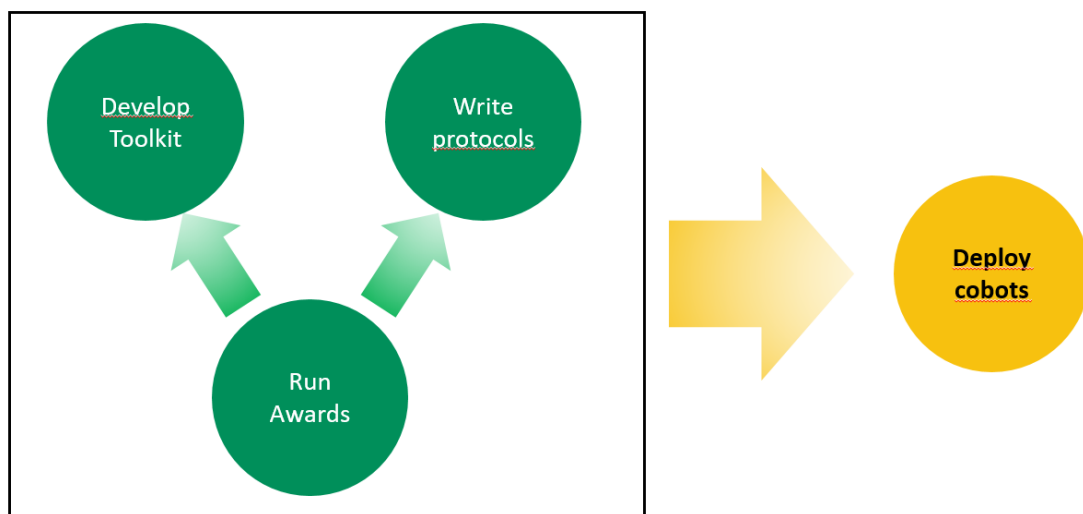 Develop
Toolkit
Write
protocols
Run
Awards
Deploy
cobots